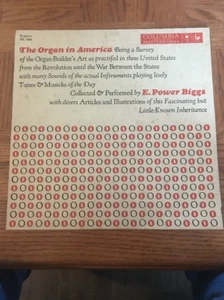 COLUMBIA
The Organ in America Being a Survey
of the Organ-Builder's Art as practised in these United States
from the Revolution until the War Between the States
with many Sounds of the actual Instruments playing lively
Tunes & Musicks of the Day
Collected & Performed by E. Power Biggs
with divers Articles and Illustrations of this Fascinating but
Little-Known Inheritance